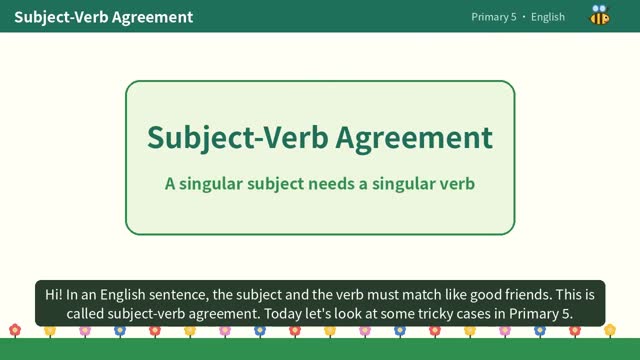 Subject-Verb Agreement
Primary 5 · English
Subject-Verb Agreement
A singular subject needs a singular verb
Hi! In an English sentence, the subject and the verb must match like good friends. This is
called subject-verb agreement. Today let's look at some tricky cases in Primary 5.